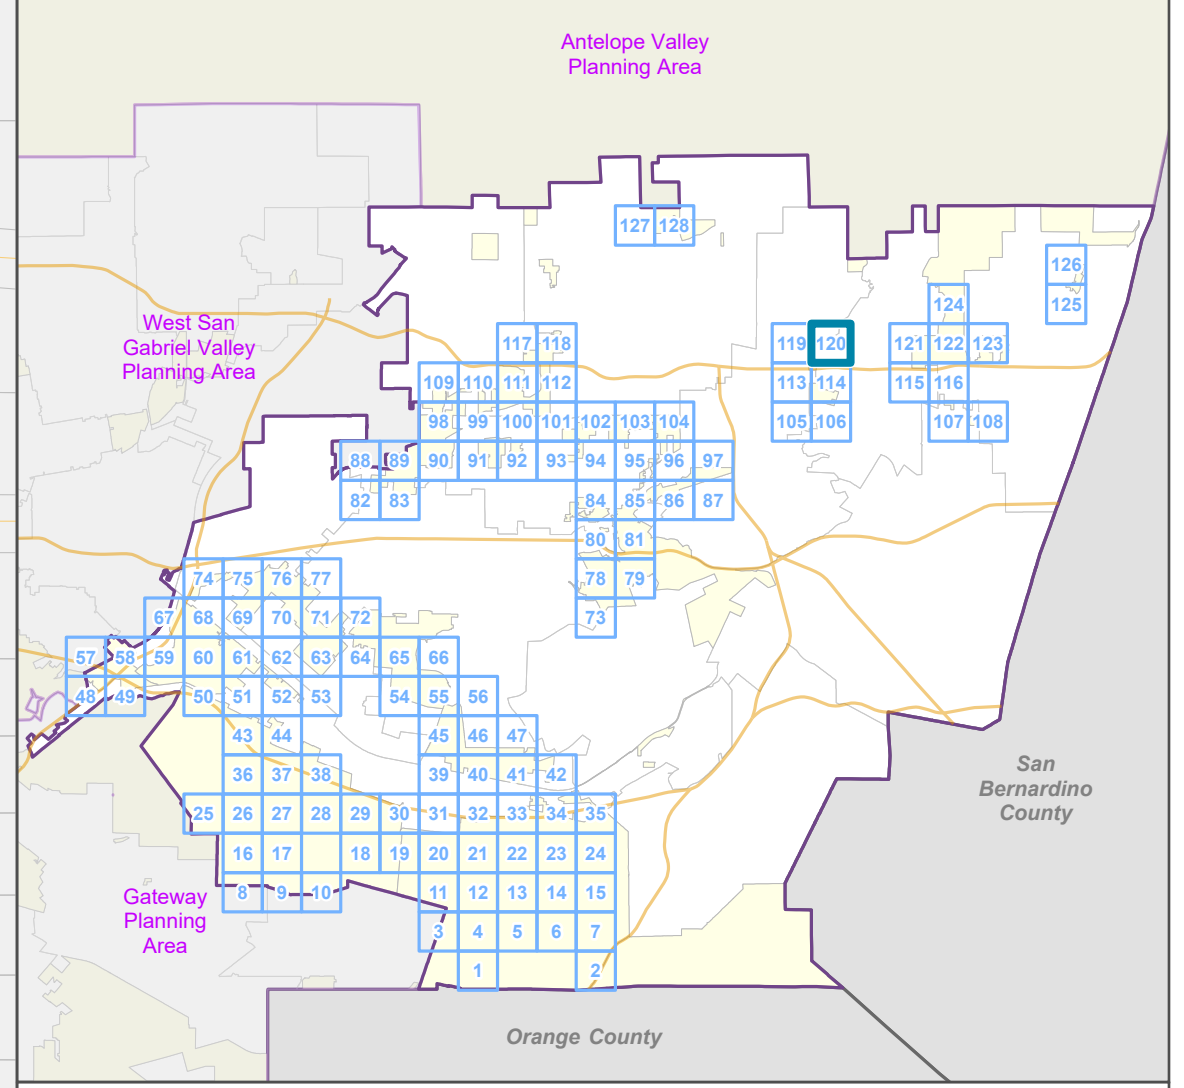 Antelope Valley
Planning Area
127 128
126
125
124
West San
Gabriel Valley
Planning Area
117 118
119 120
121 122 123
109 110 111 112
113 114
115 116
98 99 100 101 102 103 104
105 106
107 108
88 89 90 91 92 93 94 95 96 97
82 83
84 85 86 87
80 81
74 75 76 77
78 79
67 68 69 70 71 72
73
57 58 59 60 61 62 63 64 65 66
48 49 50 51 52 53 54 55 56
43 44 45 46 47
36 37 38 39 40 41 42
San
Bernardino
County
25 26 27 28 29 30 31 32 33 34 35
16 17 18 19 20 21 22 23 24
8 9 10 11 12 13 14 15
Gateway
Planning
Area
3 4 5 6 7
1 2
Orange County